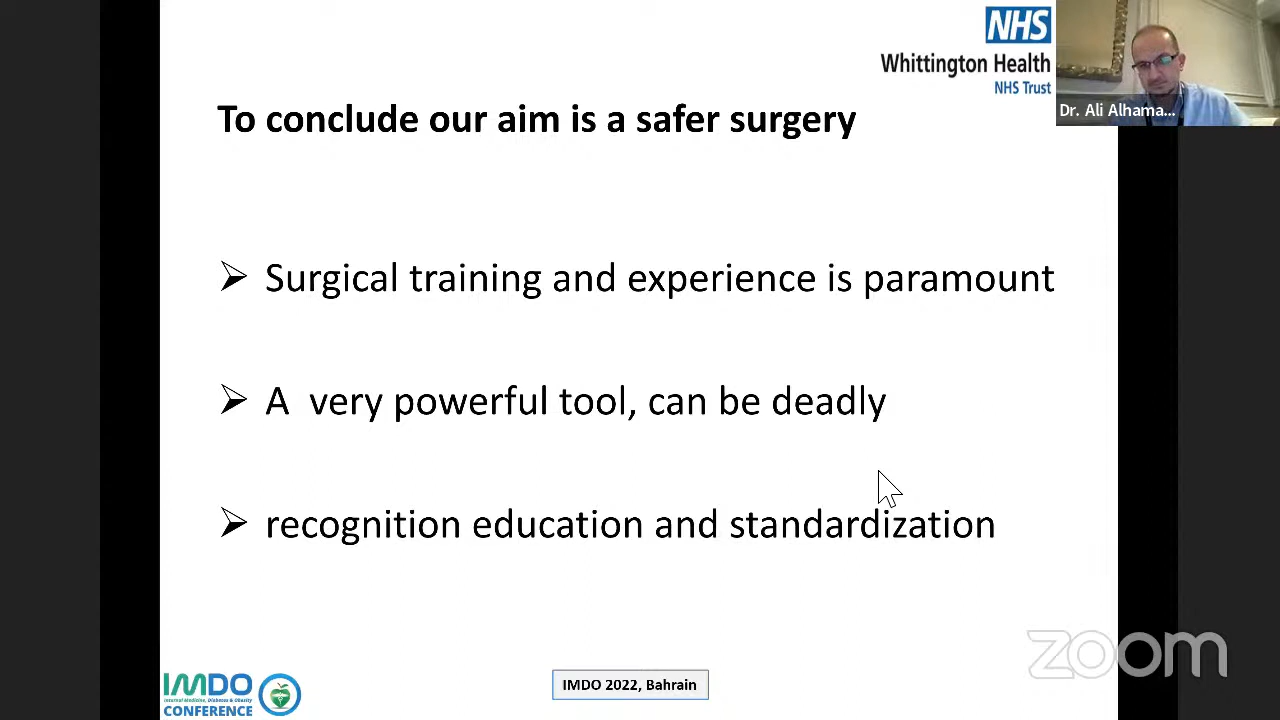 NHS
Whittington Health
NHS Trust
Dr. Ali Alhama...
To conclude our aim is a safer surgery
Surgical training and experience is paramount
A very powerful tool, can be deadly
recognition education and standardization
zoom
IMDO
Internal Medicine, Diabetes & Obesity
CONFERENCE
IMDO 2022, Bahrain